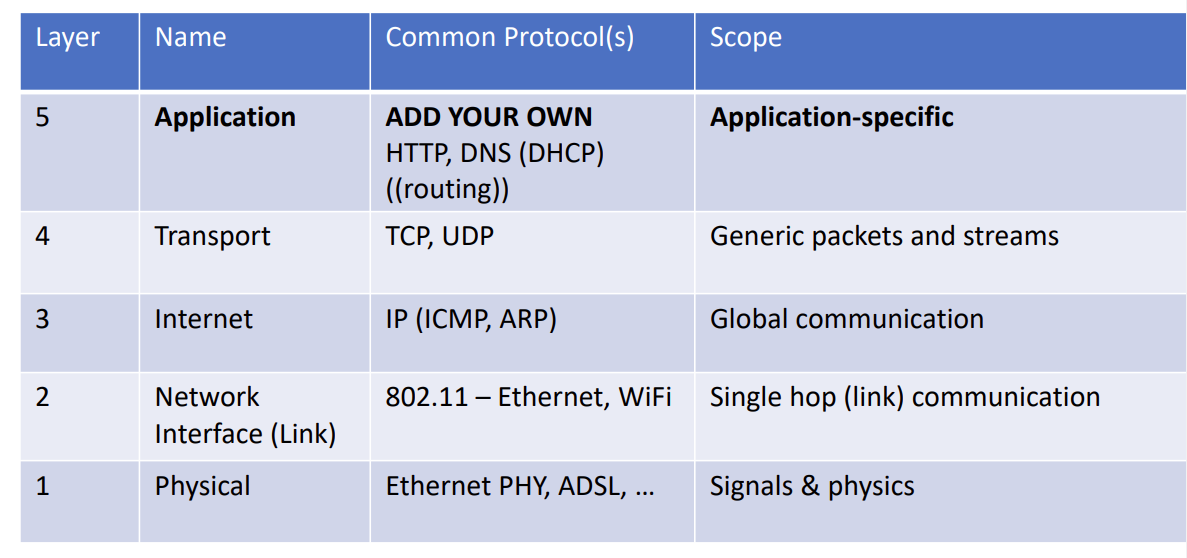 Layer Name Common Protocol(s) Scope
5 Application ADD YOUR OWN Application-specific
HTTP, DNS (DHCP)
((routing))
4 Transport TCP, UDP Generic packets and streams
3 Internet IP (ICMP, ARP) Global communication
2 Network 802.11 – Ethernet, WiFi Single hop (link) communication
Interface (Link)
1 Physical Ethernet PHY, ADSL, ... Signals & physics